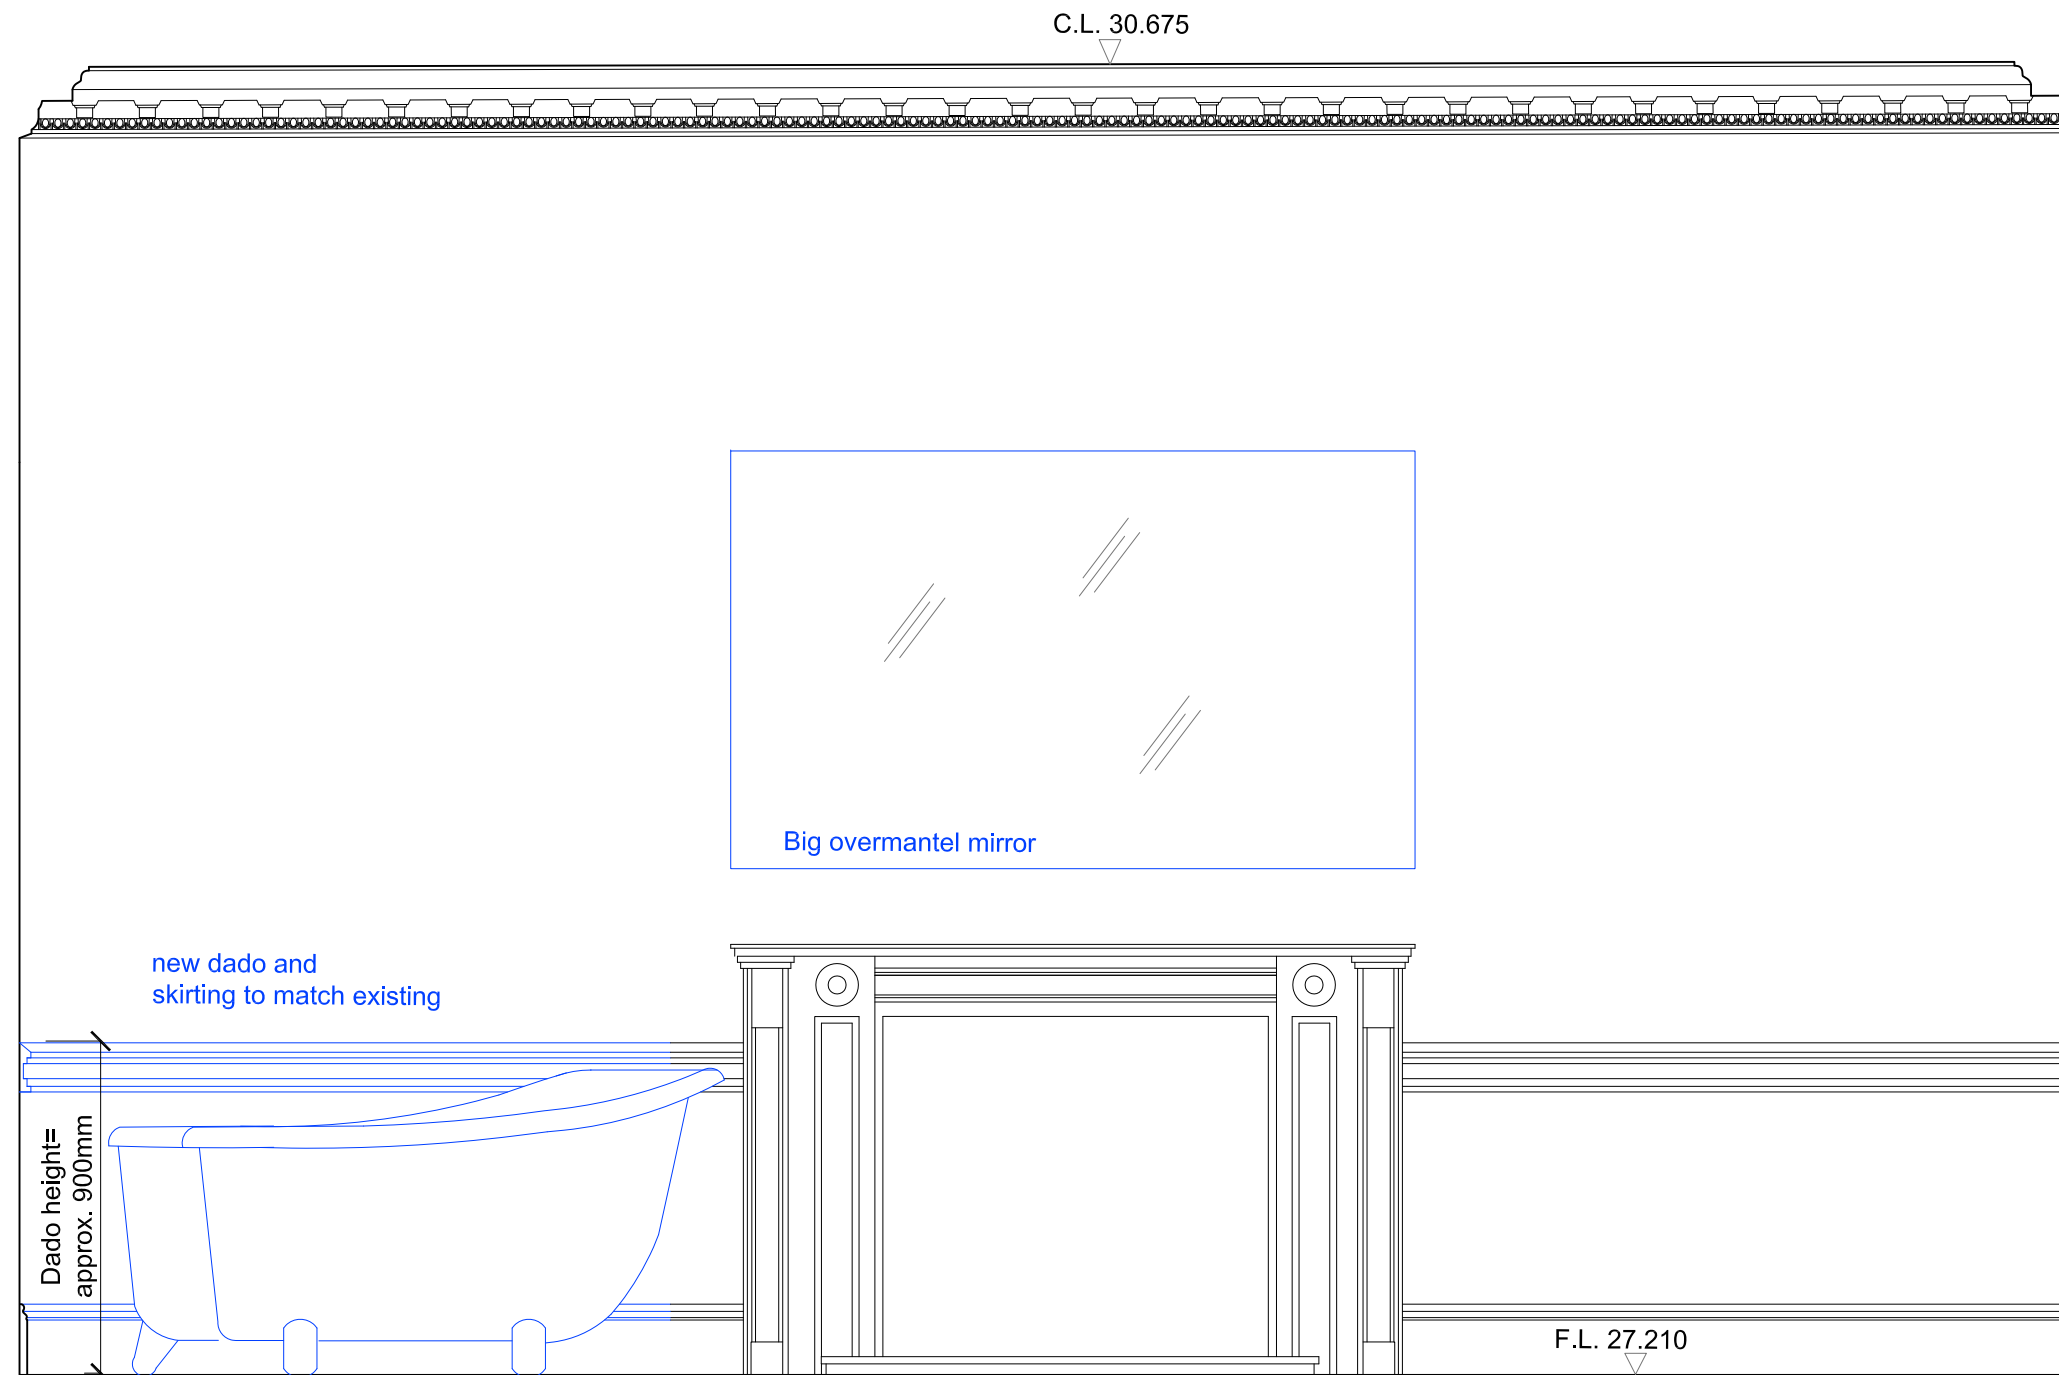 C.L. 30.675
Big overmantel mirror
new dado and
skirting to match existing
Dado height=
approx. 900mm
F.L. 27.210